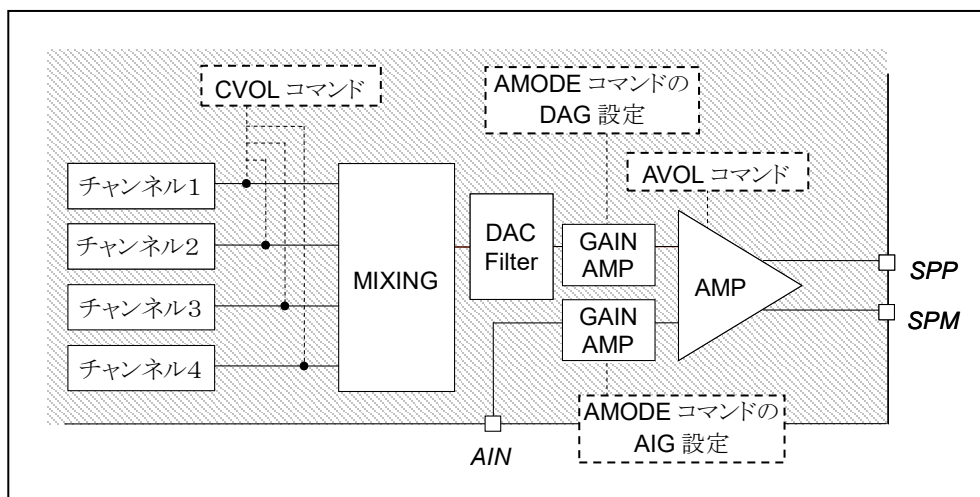 CVOL コマンド
AMODE コマンドの
DAG 設定
AVOL コマンド
チャンネル1
チャンネル2
チャンネル3
チャンネル4
MIXING
DAC
Filter
GAIN
AMP
GAIN
AMP
AMP
SPP
SPM
AIN
AMODE コマンドの
AIG 設定